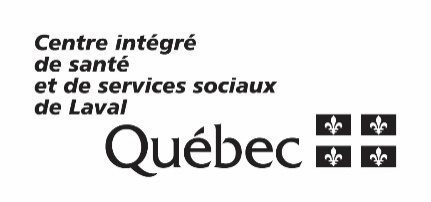 Centre intégré
de santé
et de services sociaux
de Laval
Québec